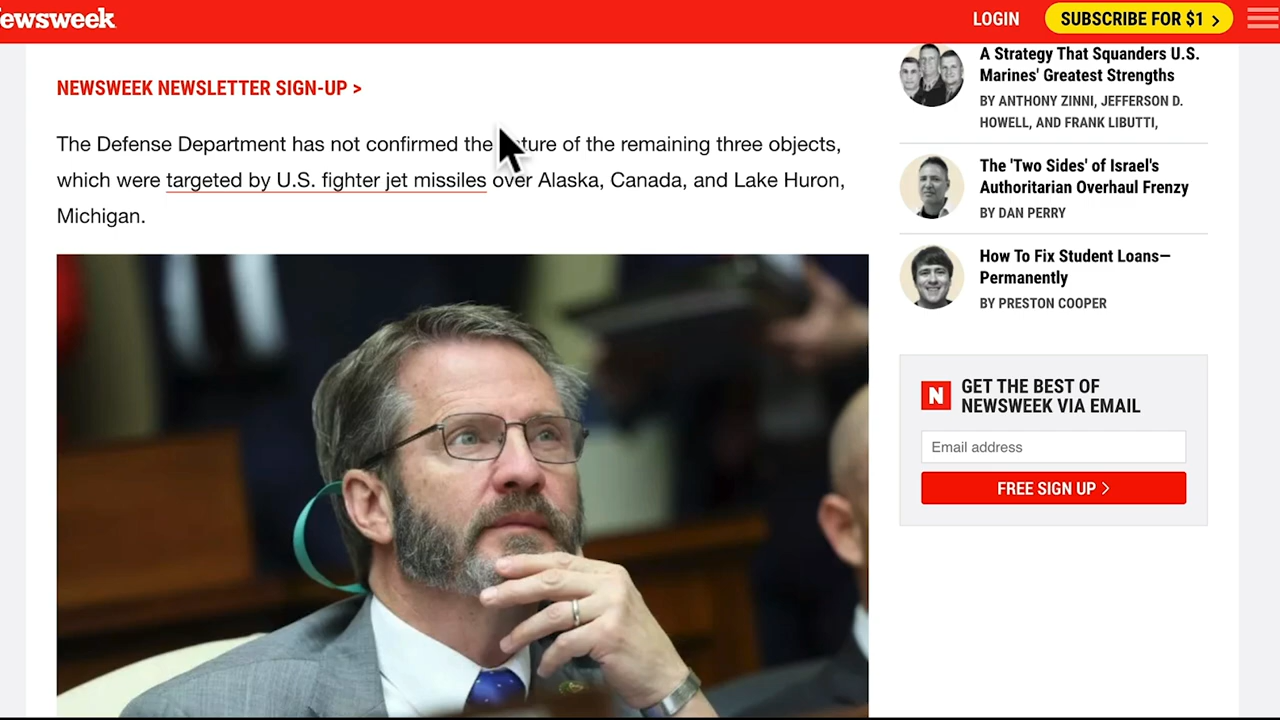 ewsweek
LOGIN
SUBSCRIBE FOR $1 >
NEWSWEEK NEWSLETTER SIGN-UP >
The Defense Department has not confirmed the ture of the remaining three objects,
which were targeted by U.S. fighter jet missiles over Alaska, Canada, and Lake Huron,
Michigan.
A Strategy That Squanders U.S.
Marines' Greatest Strengths
BY ANTHONY ZINNI, JEFFERSON D.
HOWELL, AND FRANK LIBUTTI,
The 'Two Sides' of Israel's
Authoritarian Overhaul Frenzy
BY DAN PERRY
How To Fix Student Loans—
Permanently
BY PRESTON COOPER
N
GET THE BEST OF
NEWSWEEK VIA EMAIL
Email address
FREE SIGN UP >